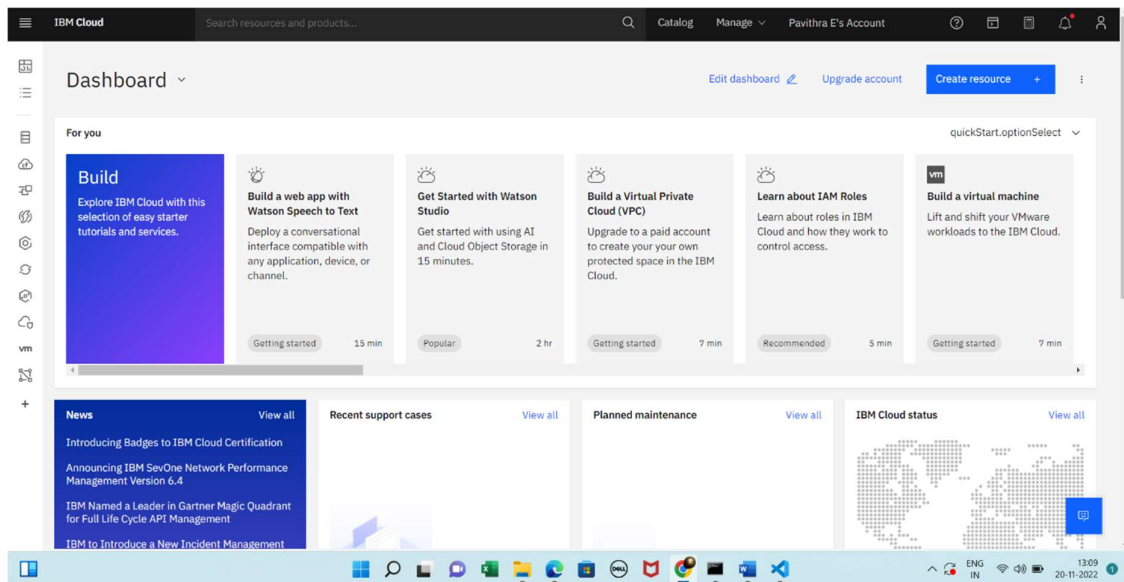 IBM Cloud
Search resources and products...
Catalog
Manage
Pavithra E's Account
Dashboard
Edit dashboard
Upgrade account
Create resource +
For you
quickStart.optionSelect
Build
Explore IBM Cloud with this
selection of easy starter
tutorials and services.
Build a web app with
Watson Speech to Text
Deploy a conversational
interface compatible with
any application, device, or
channel.
Getting started
15 min
Get Started with Watson
Studio
Get started with using AI
and Cloud Object Storage in
15 minutes.
Popular
2 hr
Build a Virtual Private
Cloud (VPC)
Upgrade to a paid account
to create your your own
protected space in the IBM
Cloud.
Getting started
7 min
Learn about IAM Roles
Learn about roles in IBM
Cloud and how they work to
control access.
Recommended
5 min
vm
Build a virtual machine
Lift and shift your VMware
workloads to the IBM Cloud.
Getting started
7 min
vm
News
View all
Introducing Badges to IBM Cloud Certification
Announcing IBM SevOne Network Performance
Management Version 6.4
IBM Named a Leader in Gartner Magic Quadrant
for Full Life Cycle API Management
IBM to Introduce a New Incident Management
Recent support cases
View all
Planned maintenance
View all
IBM Cloud status
View all
DELL
ENG
IN
13:09
20-11-2022
1